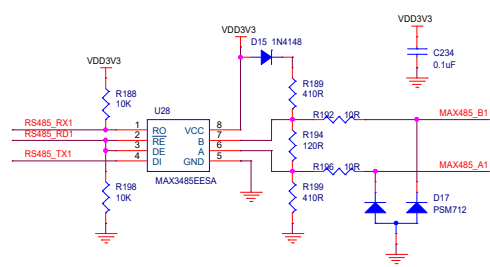 VDD3V3
VDD3V3
D15 1N4148
VDD3V3
C234
0.1uF
R188
10K
R189
410R
U28
RS485_RX1
RS485_RD1
RS485_TX1
1 RO VCC 8
2 RE B 7
3 DE A 6
4 DI GND 5
MAX3485EESA
R192 10R
MAX485_B1
R194
120R
R196 10R
MAX485_A1
R198
10K
R199
410R
D17
PSM712